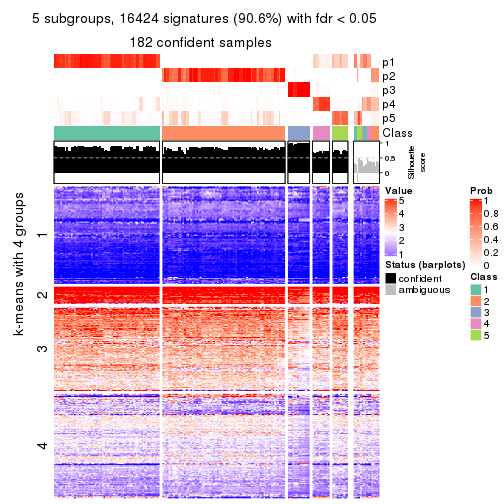 5 subgroups, 16424 signatures (90.6%) with fdr < 0.05
182 confident samples
p1
p2
p3
p4
p5
Class
1
0.5
0
Silhouette
score
k-means with 4 groups
1
2
3
4
Value
5
4
3
2
1
Status (barplots)
confident
ambiguous
Prob
1
0.8
0.6
0.4
0.2
0
Class
1
2
3
4
5